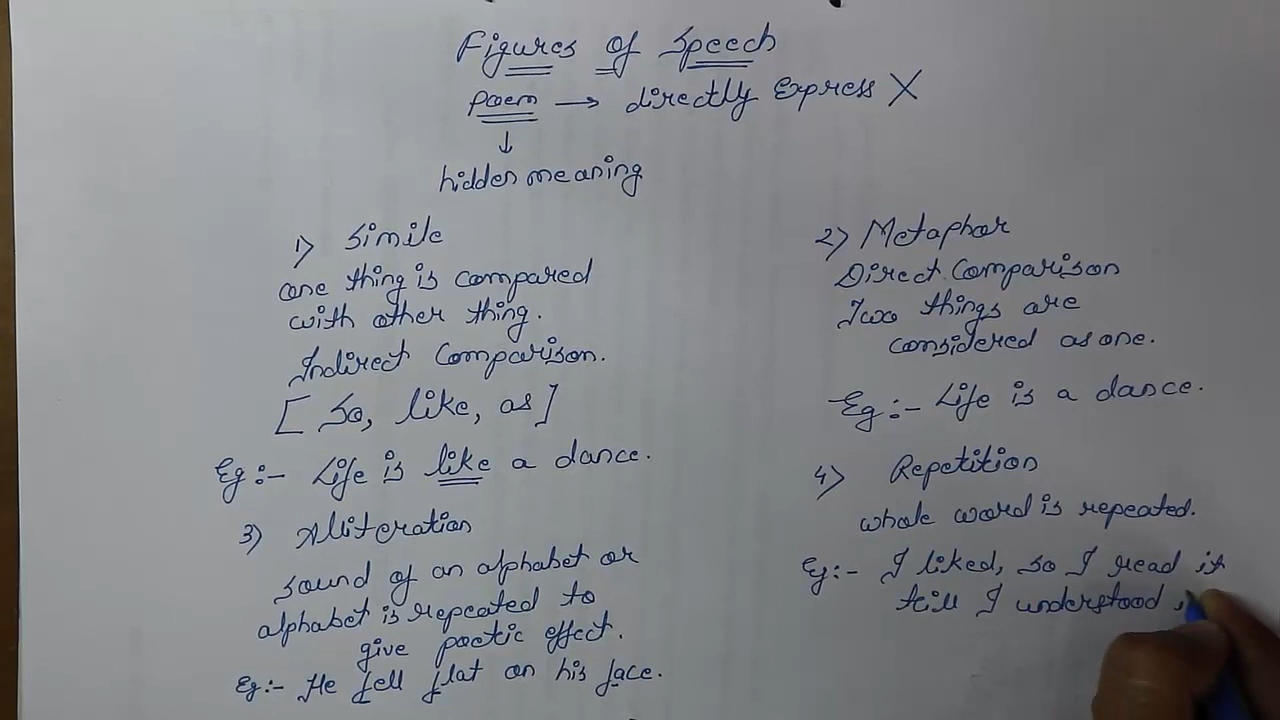 Figures of Speech
Poem → directly Express X
↓
hidden meaning
1) Simile
one thing is compared
with other thing.
Indirect Comparison.
[ So, like, as ]
Eg:- Life is like a dance.
2) Metaphor
Direct Comparison
Two things are
considered as one.
Eg:- Life is a dance.
3) Alliteration
sound of an alphabet or
alphabet is repeated to
give poetic effect.
Eg:- He fell flat on his face.
4) Repetition
whole word is repeated.
Eg:- I liked, so I read it
till I understood